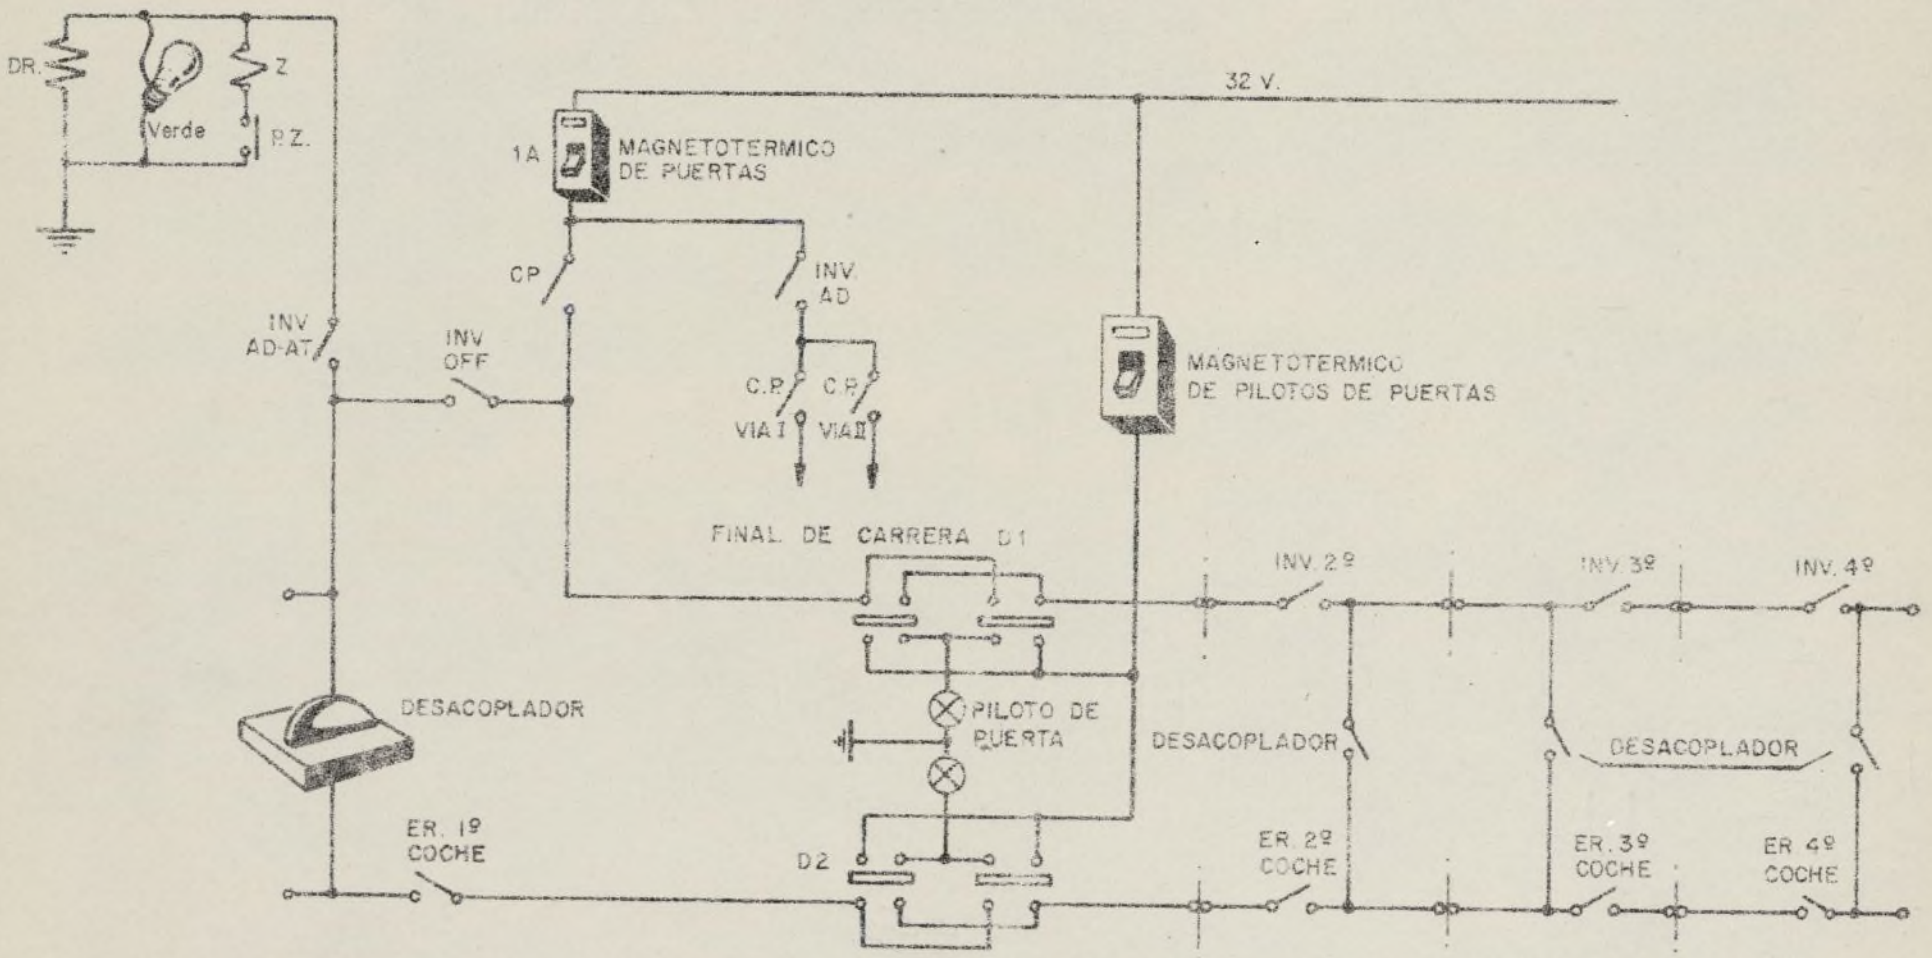 DR.
Z
Verde
P.Z.
32 V.
1A
MAGNETOTERMICO
DE PUERTAS
CP
INV.
AD
INV
AD-AT
INV
OFF
C.P.
C.P.
VIA I
VIA II
MAGNETOTERMICO
DE PILOTOS DE PUERTAS
FINAL DE CARRERA D1
INV. 2º
INV. 3º
INV. 4º
DESACOPLADOR
PILOTO DE
PUERTA
DESACOPLADOR
DESACOPLADOR
ER. 1º
COCHE
D2
ER. 2º
COCHE
ER. 3º
COCHE
ER. 4º
COCHE